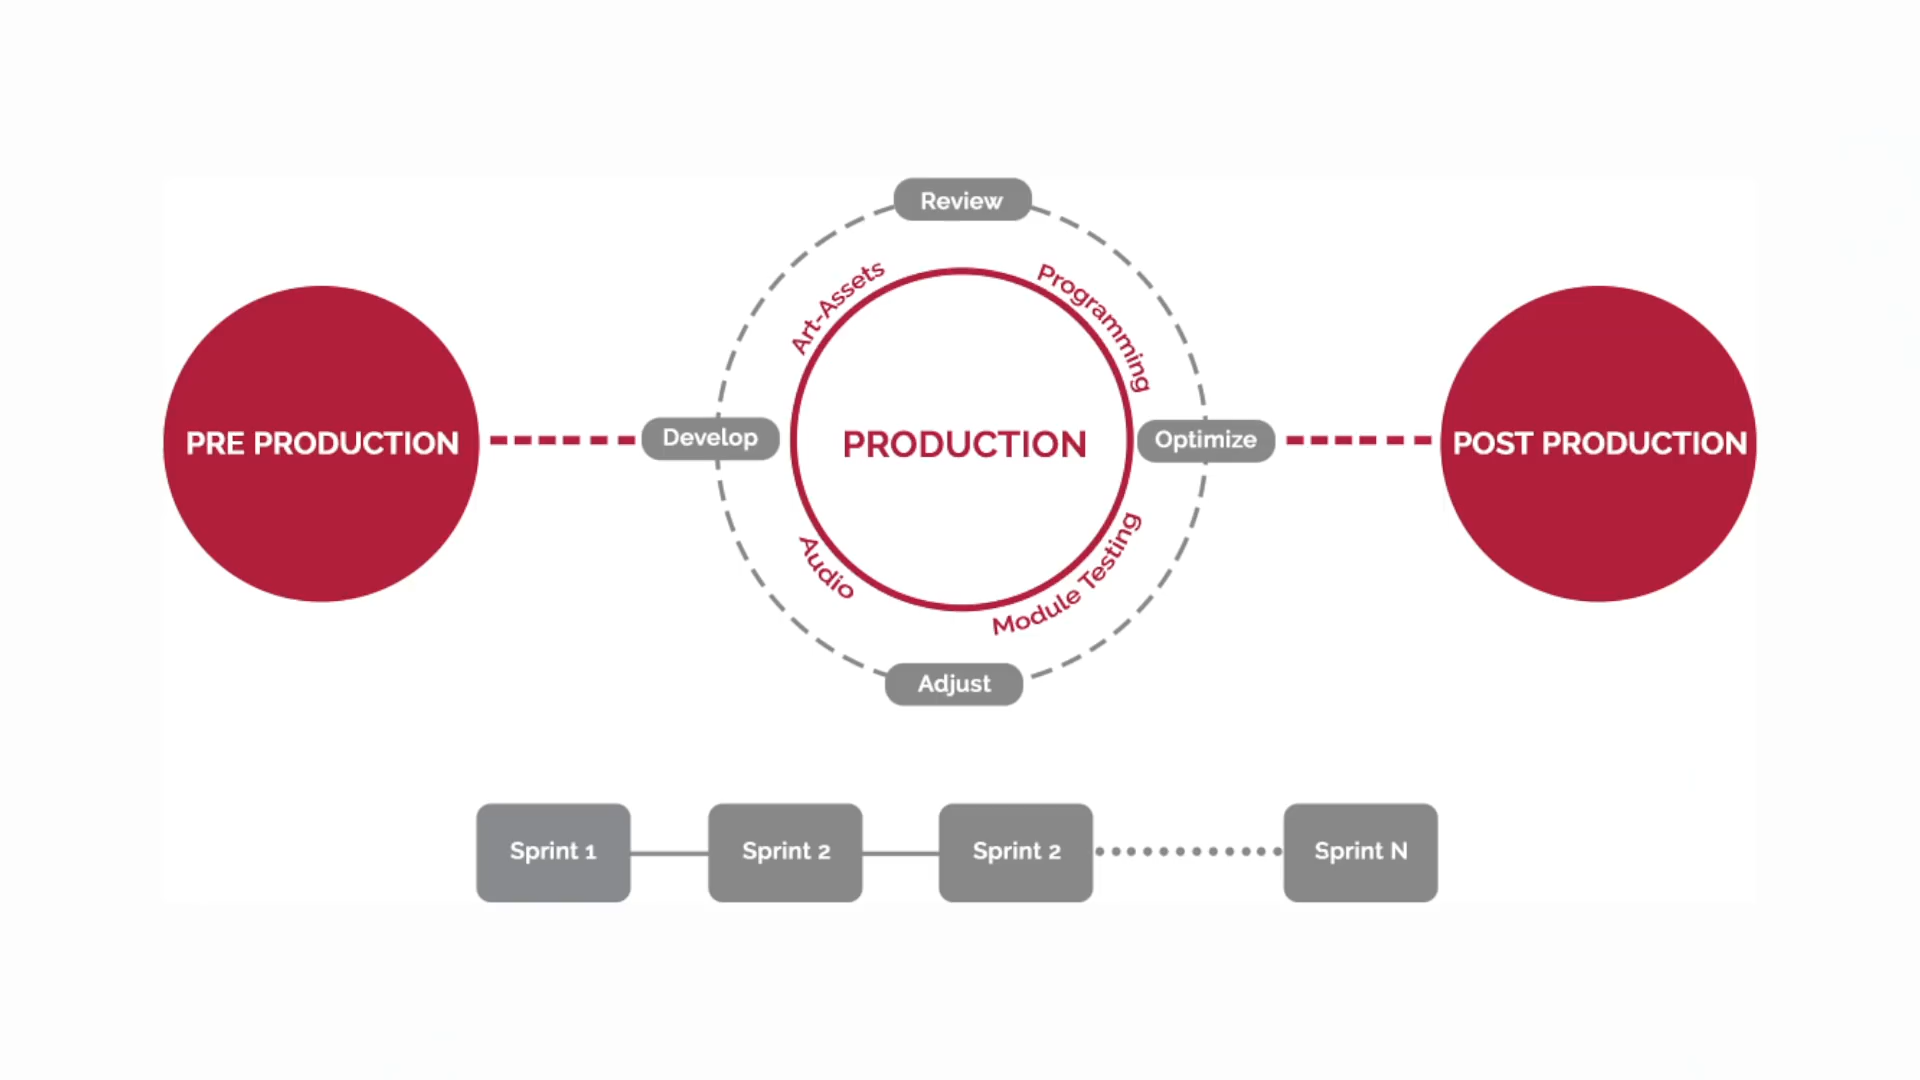 Review
Art-Assets
Programming
PRE PRODUCTION
Develop
PRODUCTION
Optimize
POST PRODUCTION
Audio
Module Testing
Adjust
Sprint 1
Sprint 2
Sprint 2
Sprint N